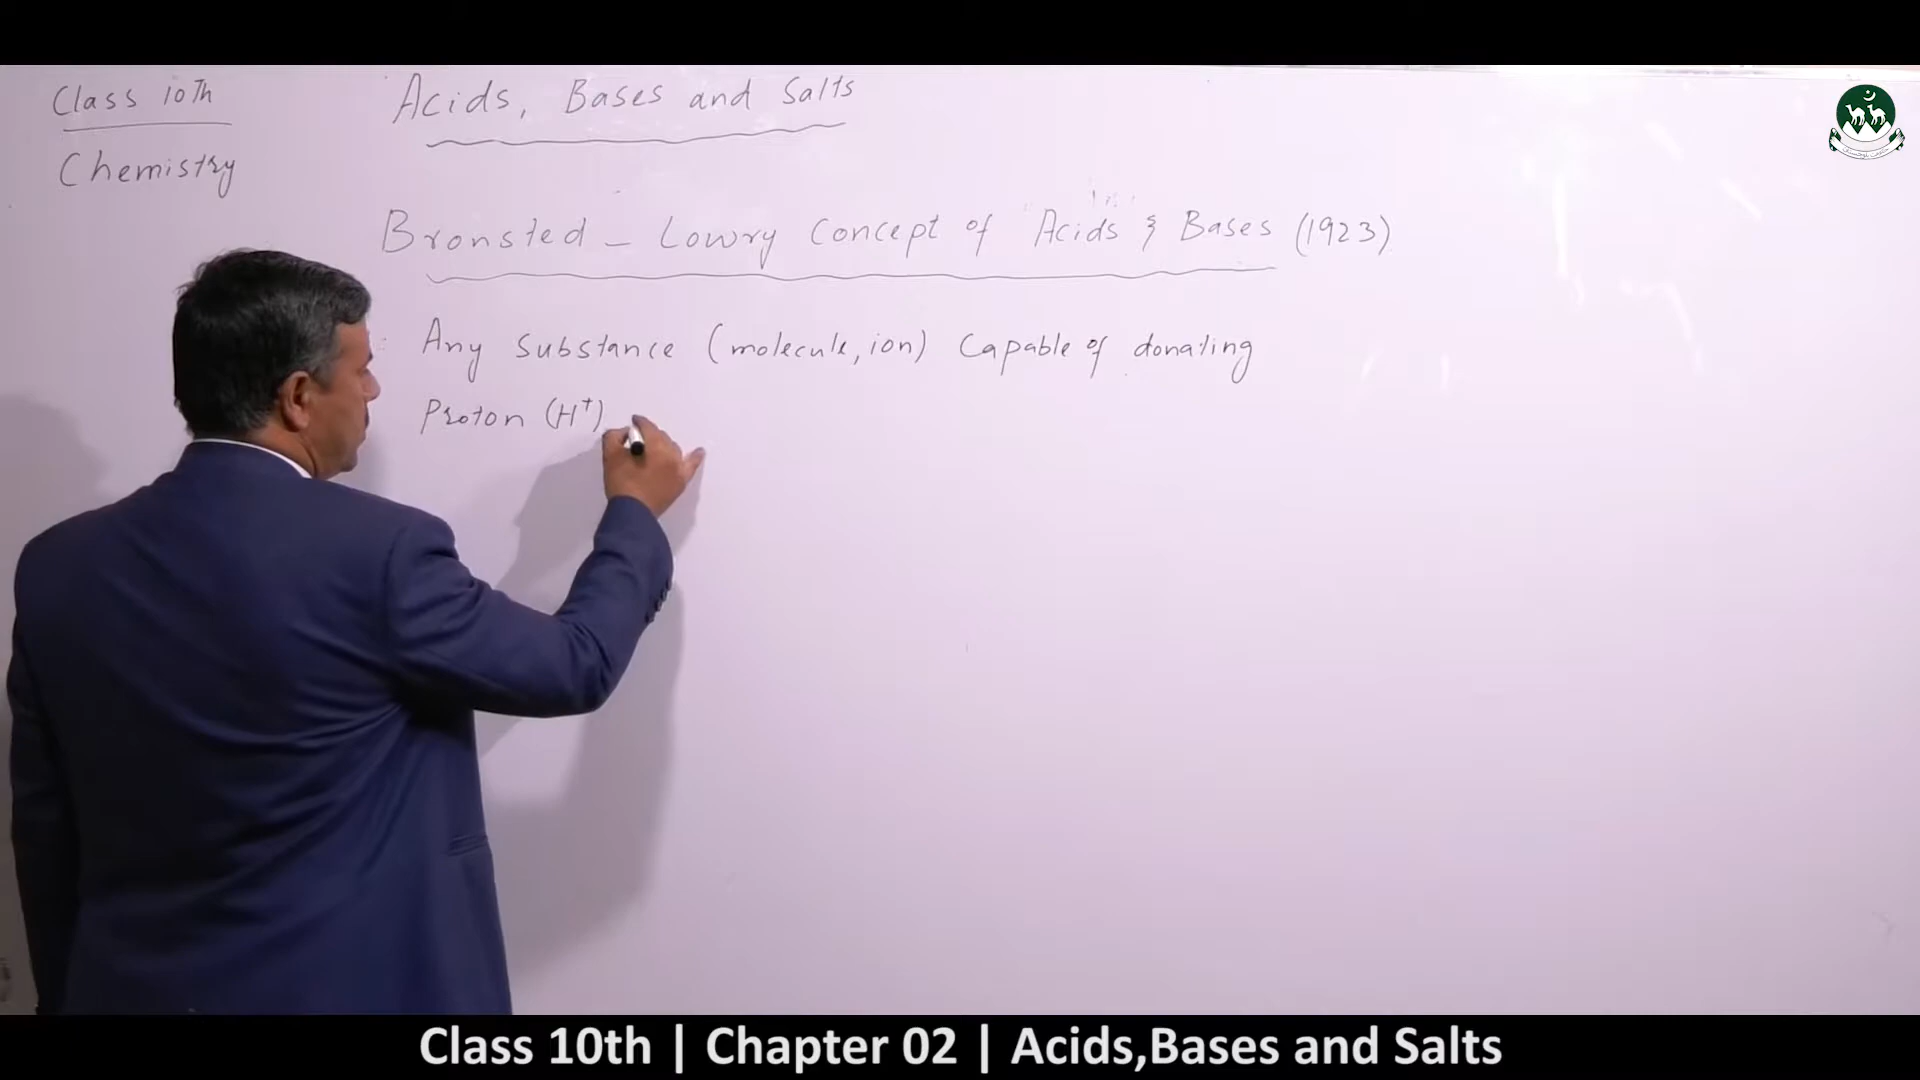 Class 10Th
Chemistry
Acids, Bases and Salts
Bronsted - Lowry Concept of Acids & Bases (1923)
Any substance (molecule, ion) Capable of donating
Proton (H⁺)
Class 10th | Chapter 02 | Acids,Bases and Salts